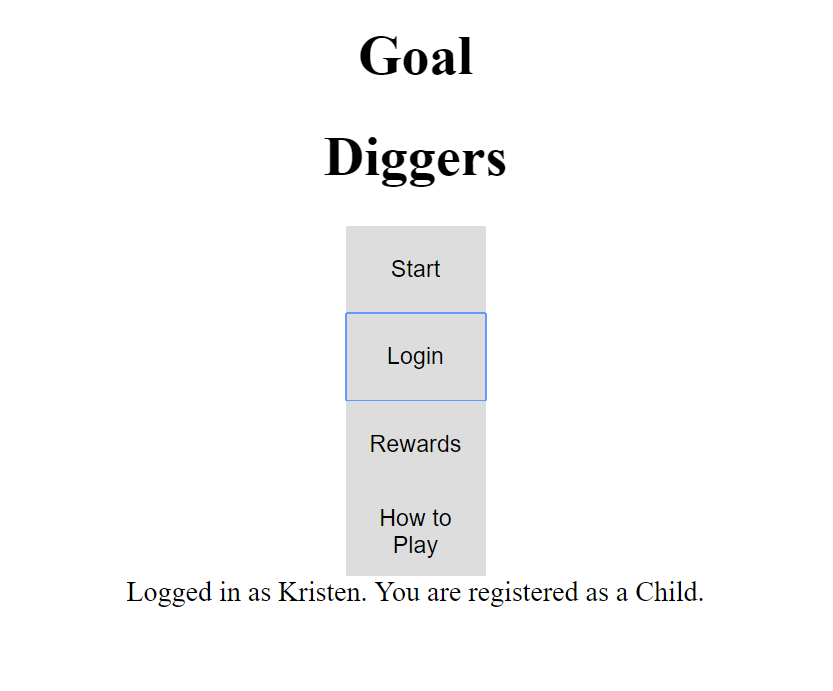 Goal
Diggers
Start
Login
Rewards
How to
Play
Logged in as Kristen. You are registered as a Child.